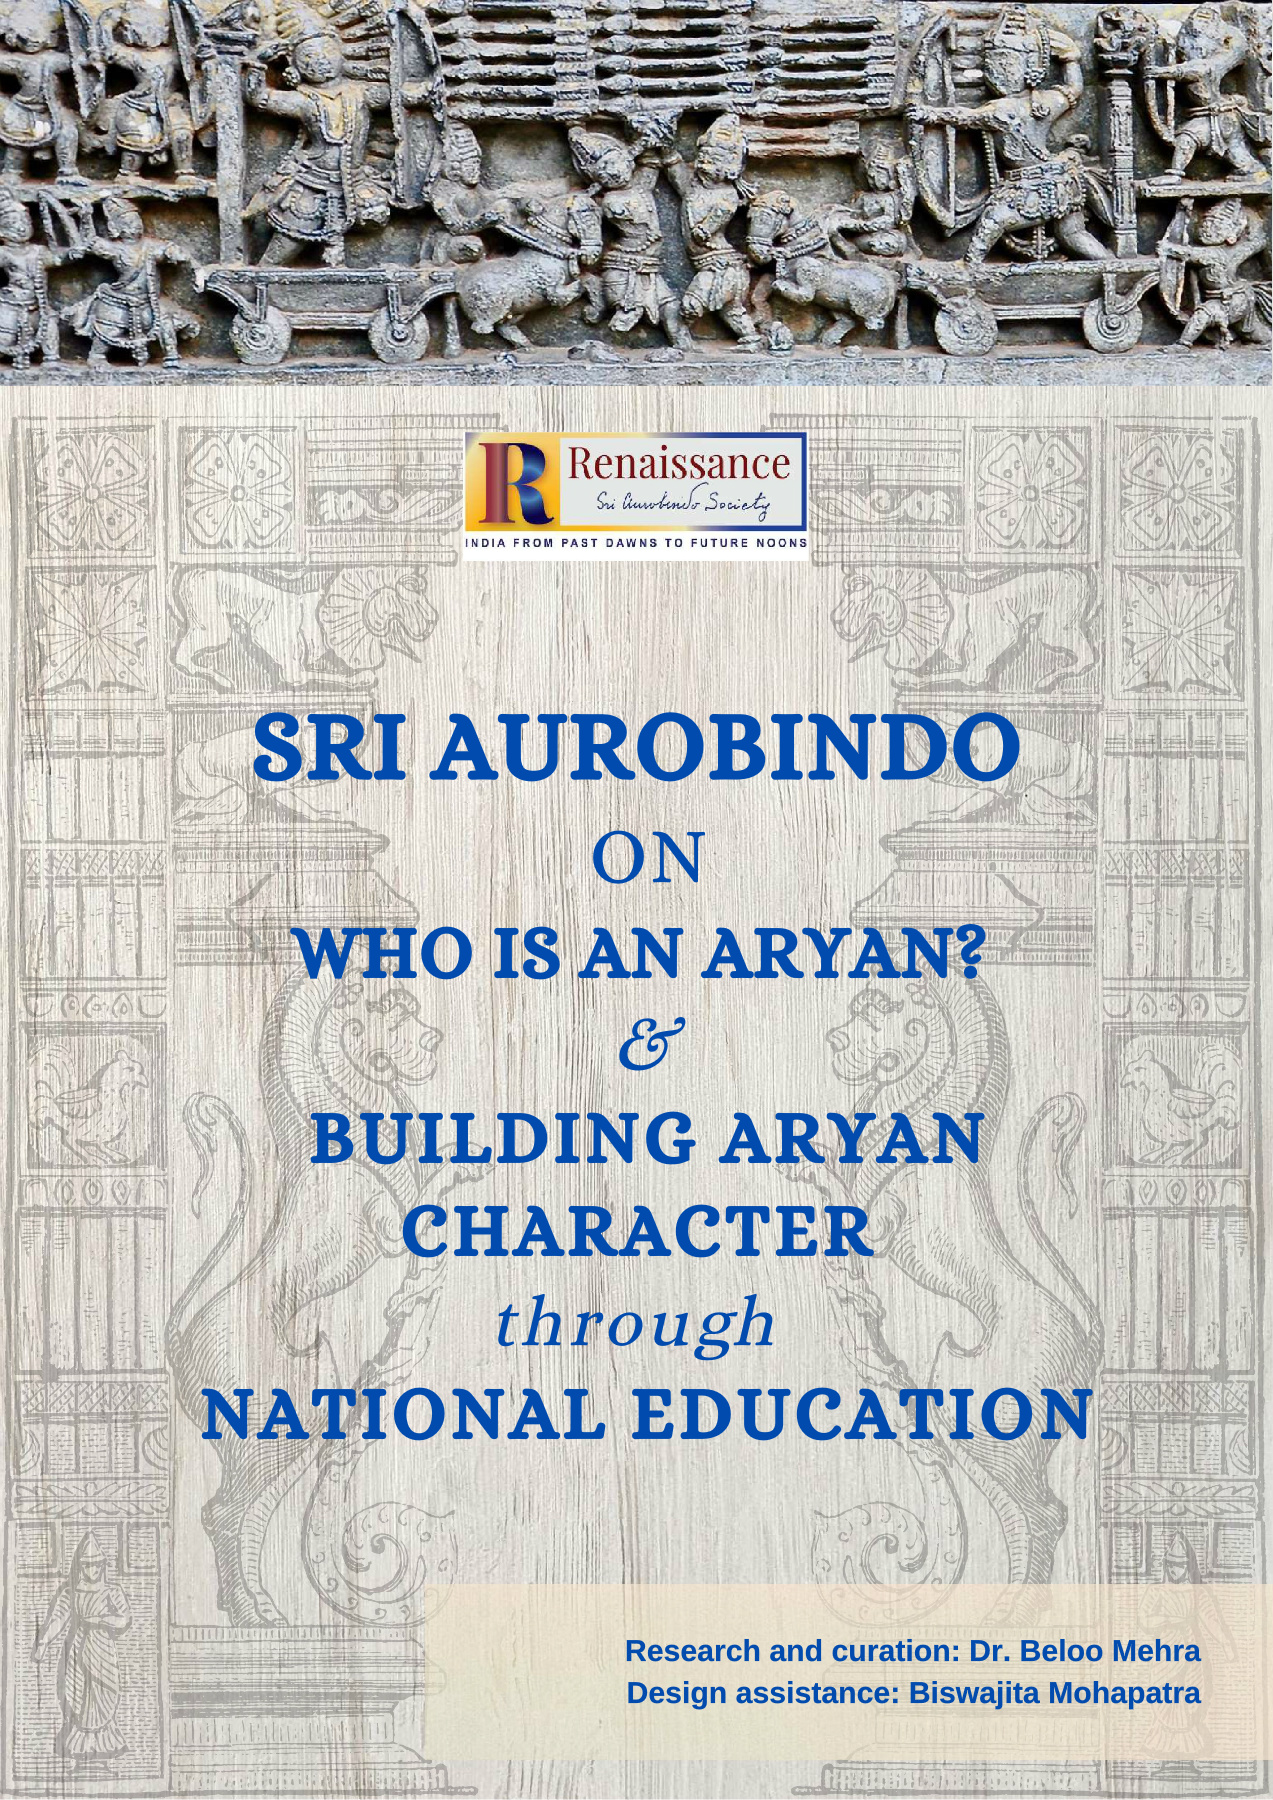 R Renaissance
Sri Aurobindo Society
INDIA FROM PAST DAWNS TO FUTURE NOONS
SRI AUROBINDO
ON
WHO IS AN ARYAN?
&
BUILDING ARYAN
CHARACTER
through
NATIONAL EDUCATION
Research and curation: Dr. Beloo Mehra
Design assistance: Biswajita Mohapatra